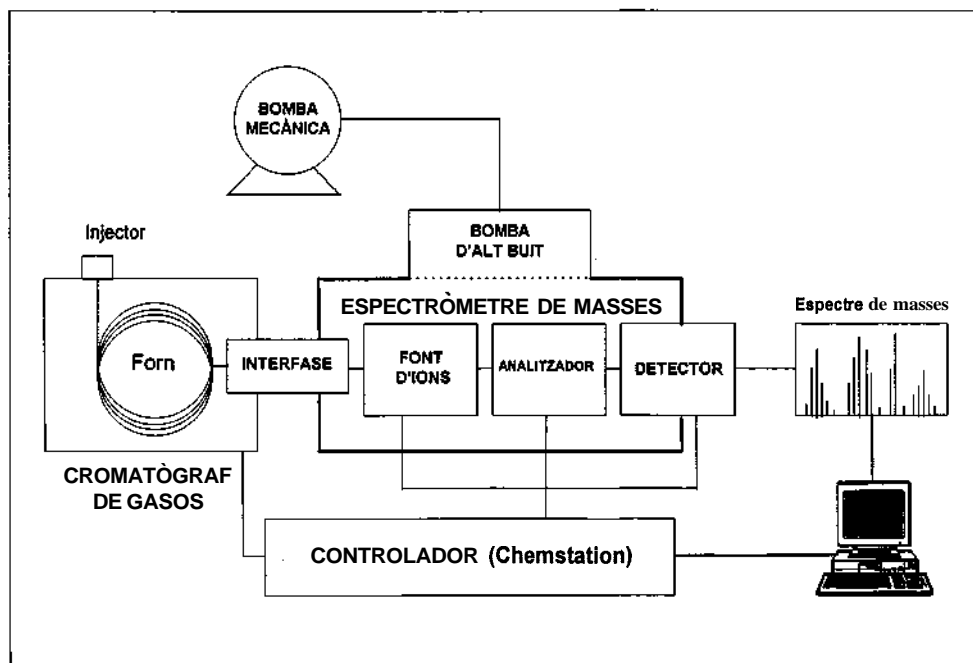 BOMBA
MECÀNICA
Injector
BOMBA
D'ALT BUIT
ESPECTRÒMETRE DE MASSES
Espectre de masses
Forn
INTERFASE
FONT
D'IONS
ANALITZADOR
DETECTOR
CROMATÒGRAF
DE GASOS
CONTROLADOR (Chemstation)